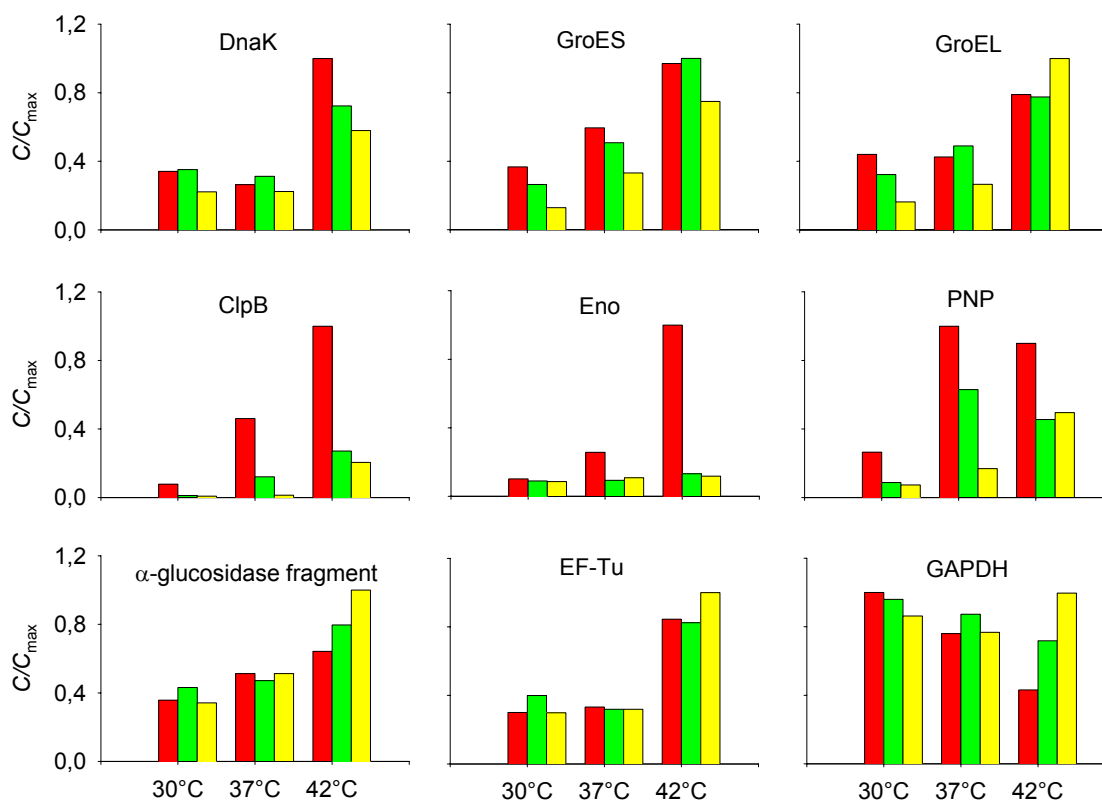 DnaK
GroES
GroEL
C/Cmax
1,2
0,8
0,4
0,0
ClpB
Eno
PNP
C/Cmax
1,2
0,8
0,4
0,0
α-glucosidase fragment
EF-Tu
GAPDH
C/Cmax
1,2
0,8
0,4
0,0
30°C 37°C 42°C
30°C 37°C 42°C
30°C 37°C 42°C